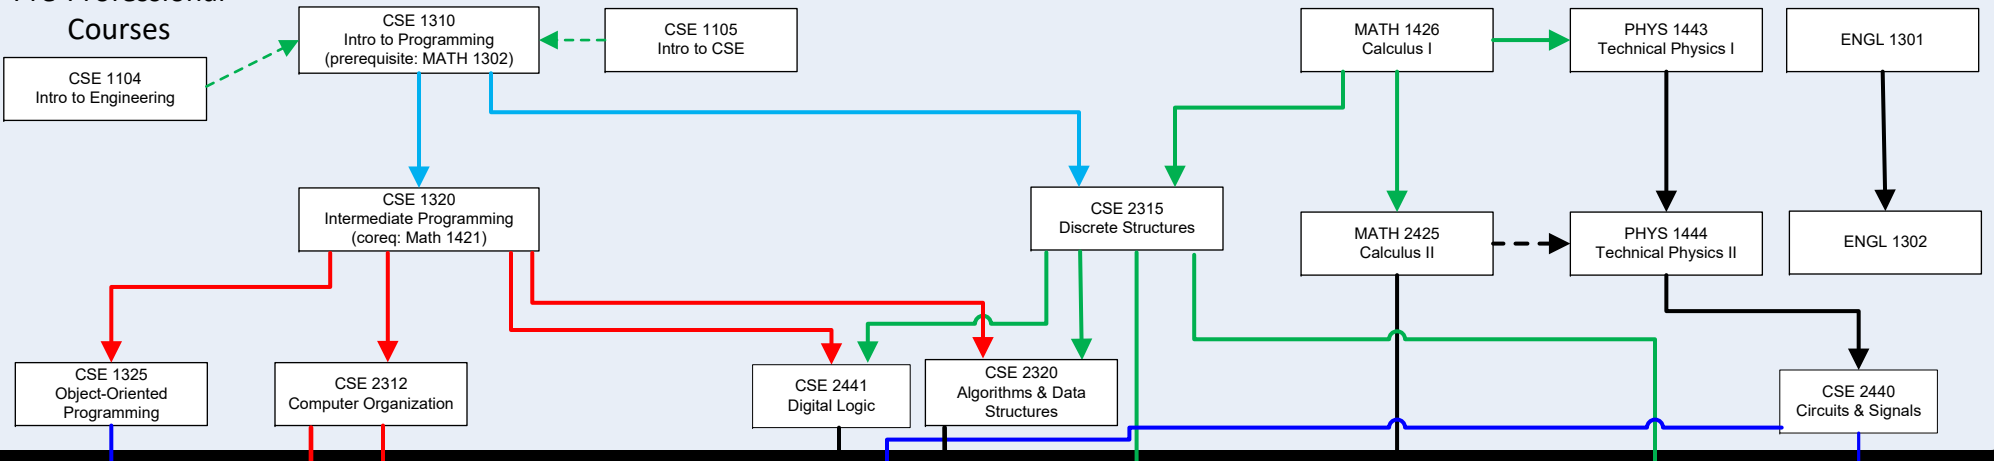 Courses
CSE 1310
Intro to Programming
(prerequisite: MATH 1302)
CSE 1105
Intro to CSE
MATH 1426
Calculus I
PHYS 1443
Technical Physics I
ENGL 1301
CSE 1104
Intro to Engineering
CSE 1320
Intermediate Programming
(coreq: Math 1421)
CSE 2315
Discrete Structures
MATH 2425
Calculus II
PHYS 1444
Technical Physics II
ENGL 1302
CSE 1325
Object-Oriented
Programming
CSE 2312
Computer Organization
CSE 2441
Digital Logic
CSE 2320
Algorithms & Data
Structures
CSE 2440
Circuits & Signals